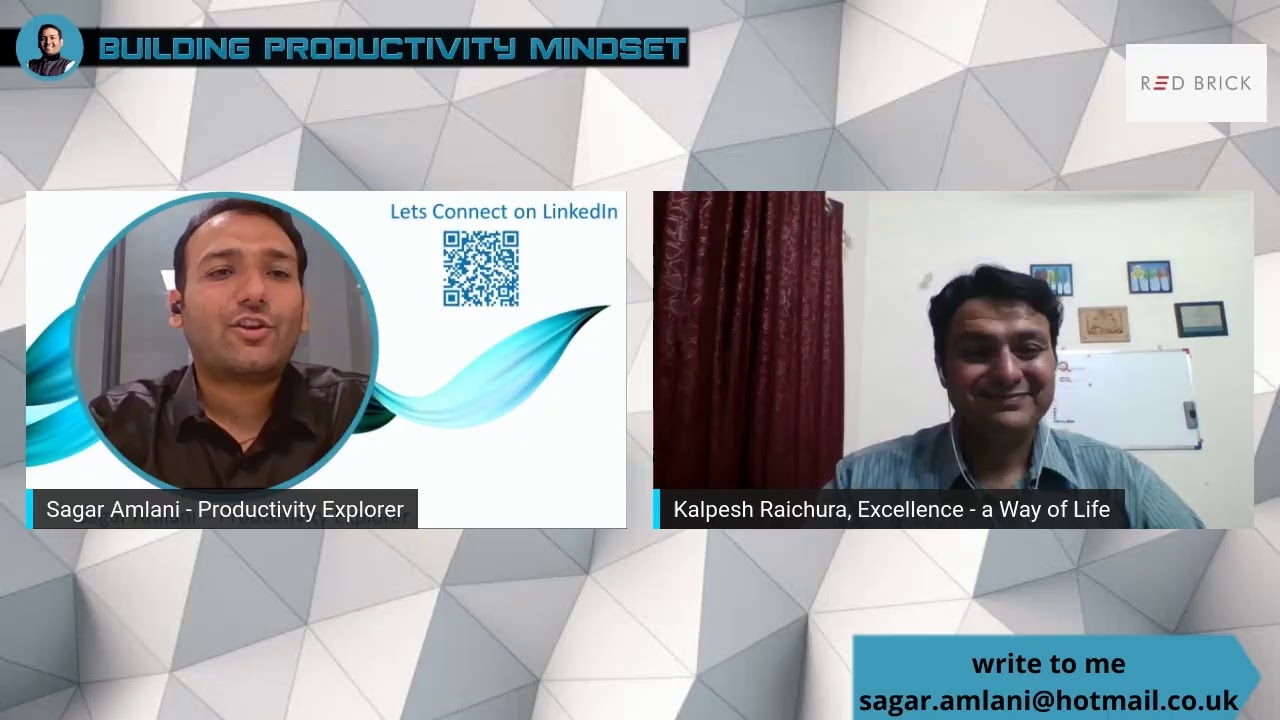 BUILDING PRODUCTIVITY MINDSET
RED BRICK
Lets Connect on LinkedIn
Sagar Amlani - Productivity Explorer
Kalpesh Raichura, Excellence - a Way of Life
write to me
sagar.amlani@hotmail.co.uk